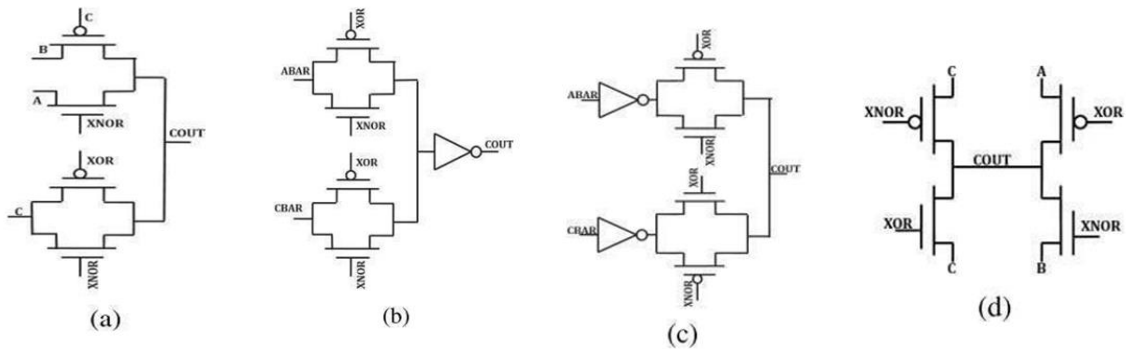 C
B
A
XNOR
COUT
XOR
C
XNOR
(a)
XOR
ABAR
XNOR
COUT
XOR
CBAR
XNOR
(b)
XOR
ABAR
XNOR
COUT
XOR
CBAR
XNOR
(c)
C
A
XNOR
XOR
COUT
XOR
XNOR
C
B
(d)